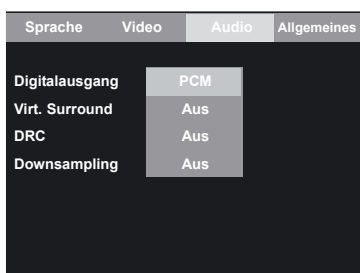 Sprache Video Audio Allgemeines
Digitalausgang PCM
Virt. Surround Aus
DRC Aus
Downsampling Aus